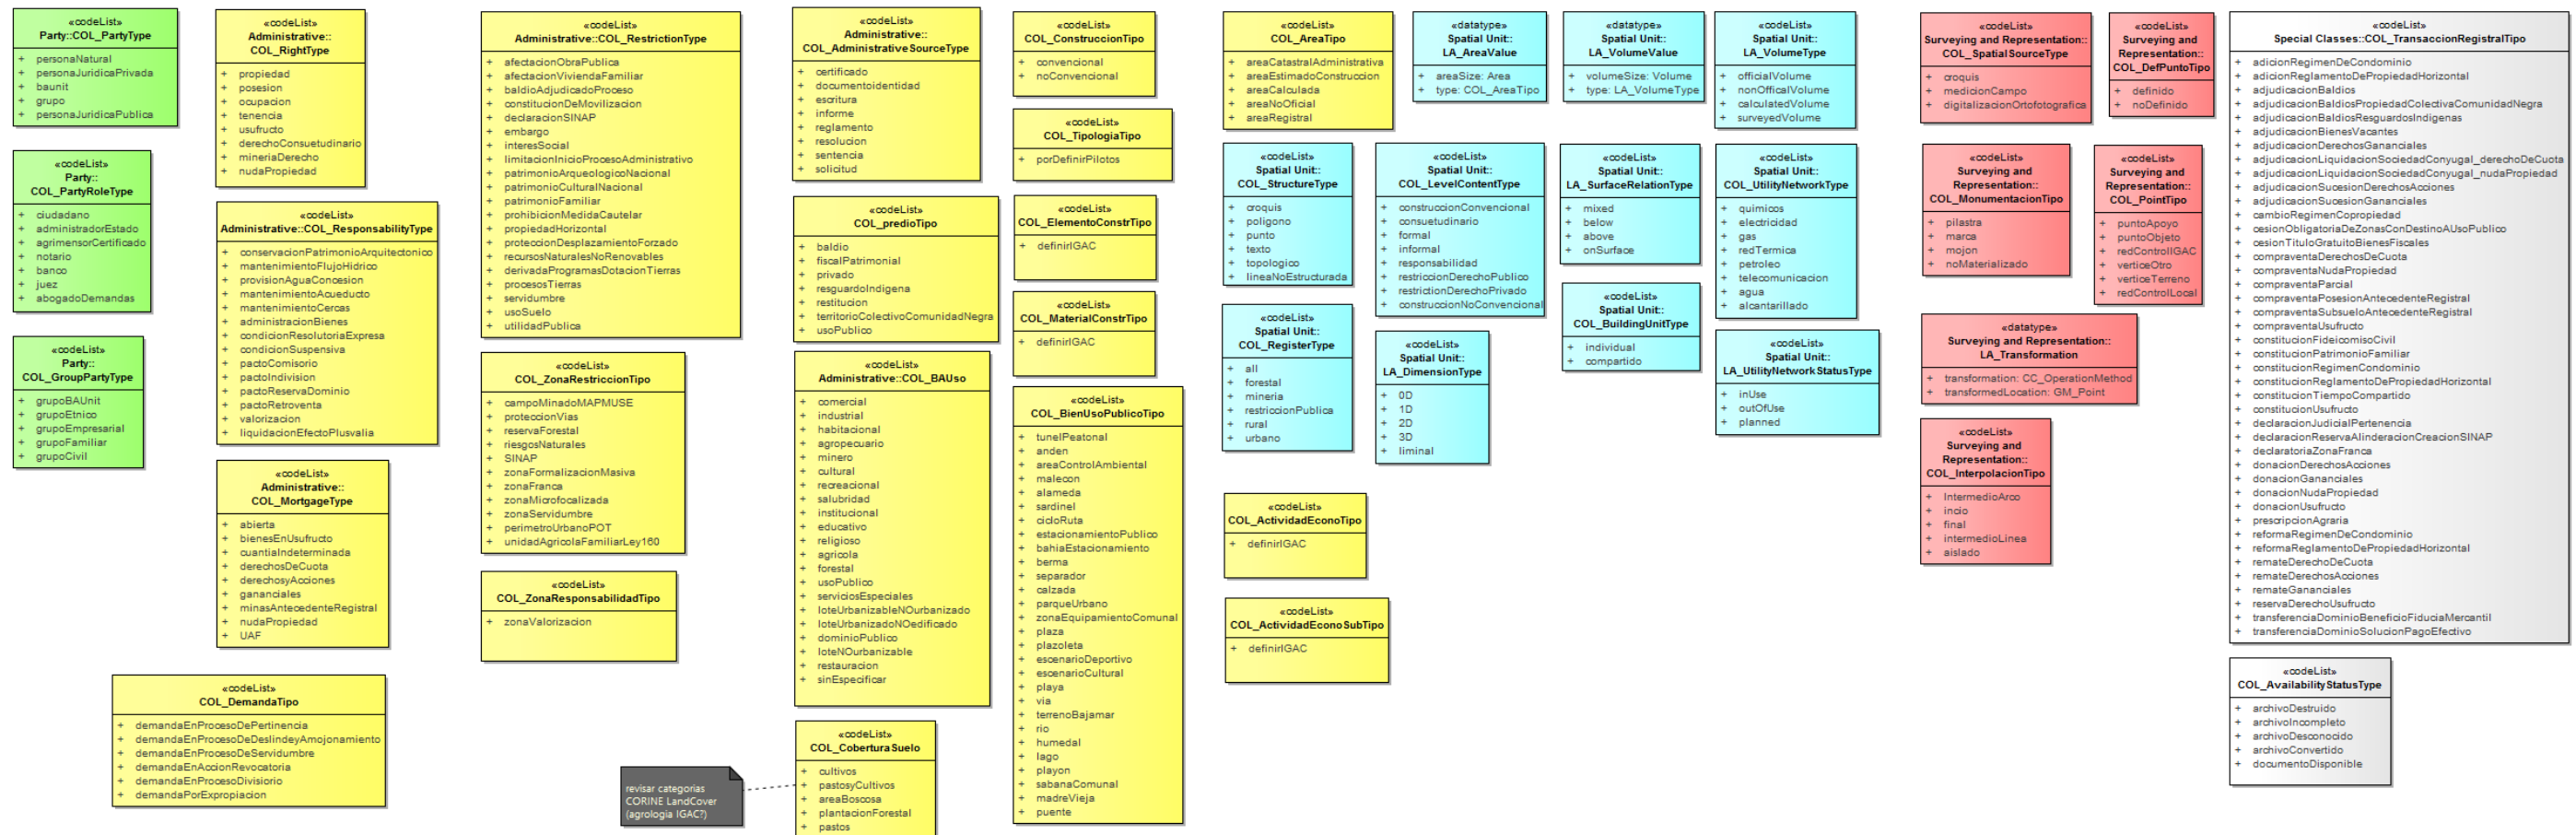 «codeList»
Party::COL_PartyType
+ personaNatural
+ personaJuridicaPrivada
+ baunit
+ grupo
+ personaJuridicaPublica
«codeList»
Party::
COL_PartyRoleType
+ ciudadano
+ administradorEstado
+ agrimensorCertificado
+ notario
+ banco
+ juez
+ abogadoDemandas
«codeList»
Party::
COL_GroupPartyType
+ grupoBAUnit
+ grupoEtnico
+ grupoEmpresarial
+ grupoFamiliar
+ grupoCivil
«codeList»
Administrative::
COL_RightType
+ propiedad
+ posesion
+ ocupacion
+ tenencia
+ usufructo
+ derechoConsuetudinario
+ mineriaDerecho
+ nudaPropiedad
«codeList»
Administrative::COL_ResponsabilityType
+ conservacionPatrimonioArquitectonico
+ mantenimientoFlujoHidrico
+ provisionAguaConcesion
+ mantenimientoAcueducto
+ mantenimientoCercas
+ administracionBienes
+ condicionResolutoriaExpresa
+ condicionSuspensiva
+ pactoComisorio
+ pactoIndivision
+ pactoReservaDominio
+ pactoRetroventa
+ valorizacion
+ liquidacionEfectoPlusvalia
«codeList»
Administrative::
COL_MortgageType
+ abierta
+ bienesEnUsufructo
+ cuantiaIndeterminada
+ derechosDeCuota
+ derechosyAcciones
+ gananciales
+ minasAntecedenteRegistral
+ nudaPropiedad
+ UAF
«codeList»
COL_DemandaTipo
+ demandaEnProcesoDePertinencia
+ demandaEnProcesoDeDeslindeyAmojonamiento
+ demandaEnProcesoDeServidumbre
+ demandaEnAccionRevocatoria
+ demandaEnProcesoDivisiorio
+ demandaPorExpropiacion
«codeList»
Administrative::COL_RestrictionType
+ afectacionObraPublica
+ afectacionViviendaFamiliar
+ baldioAdjudicadoProceso
+ constitucionDeMovilizacion
+ declaracionSINAP
+ embargo
+ interesSocial
+ limitacionInicioProcesoAdministrativo
+ patrimonioArqueologicoNacional
+ patrimonioCulturalNacional
+ patrimonioFamiliar
+ prohibicionMedidaCautelar
+ propiedadHorizontal
+ proteccionDesplazamientoForzado
+ recursosNaturalesNoRenovables
+ derivadaProgramasDotacionTierras
+ procesosTierras
+ servidumbre
+ usoSuelo
+ utilidadPublica
«codeList»
COL_ZonaRestriccionTipo
+ campoMinadoMAPMUSE
+ proteccionVias
+ reservaForestal
+ riesgosNaturales
+ SINAP
+ zonaFormalizacionMasiva
+ zonaFranca
+ zonaMicrofocalizada
+ zonaServidumbre
+ perimetroUrbanoPOT
+ unidadAgricolaFamiliarLey160
«codeList»
COL_ZonaResponsabilidadTipo
+ zonaValorizacion
revisar categorias
CORINE LandCover
(agrologia IGAC?)
«codeList»
Administrative::
COL_AdministrativeSourceType
+ certificado
+ documentoidentidad
+ escritura
+ informe
+ reglamento
+ resolucion
+ sentencia
+ solicitud
«codeList»
COL_predioTipo
+ baldio
+ fiscalPatrimonial
+ privado
+ resguardoIndigena
+ restitucion
+ territorioColectivoComunidadNegra
+ usoPublico
«codeList»
Administrative::COL_BAUso
+ comercial
+ industrial
+ habitacional
+ agropecuario
+ minero
+ cultural
+ recreacional
+ salubridad
+ institucional
+ educativo
+ religioso
+ agricola
+ forestal
+ usoPublico
+ serviciosEspeciales
+ loteUrbanizableNOurbanizado
+ loteUrbanizadoNOedificado
+ dominioPublico
+ loteNOurbanizable
+ restauracion
+ sinEspecificar
«codeList»
COL_CoberturaSuelo
+ cultivos
+ pastosyCultivos
+ areaBoscosa
+ plantacionForestal
+ pastos
«codeList»
COL_ConstruccionTipo
+ convencional
+ noConvencional
«codeList»
COL_TipologiaTipo
+ porDefinirPilotos
«codeList»
COL_ElementoConstrTipo
+ definirIGAC
«codeList»
COL_MaterialConstrTipo
+ definirIGAC
«codeList»
COL_BienUsoPublicoTipo
+ tunelPeatonal
+ anden
+ areaControlAmbiental
+ malecon
+ alameda
+ sardinel
+ cicloRuta
+ estacionamientoPublico
+ bahiaEstacionamiento
+ berma
+ separador
+ calzada
+ parqueUrbano
+ zonaEquipamientoComunal
+ plaza
+ plazoleta
+ escenarioDeportivo
+ escenarioCultural
+ playa
+ via
+ terrenoBajamar
+ rio
+ humedal
+ lago
+ playon
+ sabanaComunal
+ madreVieja
+ puente
«codeList»
COL_AreaTipo
+ areaCatastralAdministrativa
+ areaEstimadoConstruccion
+ areaCalculada
+ areaNoOficial
+ areaRegistral
«codeList»
Spatial Unit::
COL_StructureType
+ croquis
+ poligono
+ punto
+ texto
+ topologico
+ lineaNoEstructurada
«codeList»
Spatial Unit::
COL_RegisterType
+ all
+ forestal
+ mineria
+ restriccionPublica
+ rural
+ urbano
«codeList»
COL_ActividadEconoTipo
+ definirIGAC
«codeList»
COL_ActividadEconoSubTipo
+ definirIGAC
«datatype»
Spatial Unit::
LA_AreaValue
+ areaSize: Area
+ type: COL_AreaTipo
«codeList»
Spatial Unit::
COL_LevelContentType
+ construccionConvencional
+ consuetudinario
+ formal
+ informal
+ responsabilidad
+ restriccionDerechoPublico
+ restrictionDerechoPrivado
+ construccionNoConvencional
«codeList»
Spatial Unit::
LA_DimensionType
+ 0D
+ 1D
+ 2D
+ 3D
+ liminal
«datatype»
Spatial Unit::
LA_VolumeValue
+ volumeSize: Volume
+ type: LA_VolumeType
«codeList»
Spatial Unit::
LA_SurfaceRelationType
+ mixed
+ below
+ above
+ onSurface
«codeList»
Spatial Unit::
COL_BuildingUnitType
+ individual
+ compartido
«codeList»
Spatial Unit::
LA_VolumeType
+ officialVolume
+ nonOfficalVolume
+ calculatedVolume
+ surveyedVolume
«codeList»
Spatial Unit::
COL_UtilityNetworkType
+ quimicos
+ electricidad
+ gas
+ redTermica
+ petroleo
+ telecomunicacion
+ agua
+ alcantarillado
«codeList»
Spatial Unit::
LA_UtilityNetworkStatusType
+ inUse
+ outOfUse
+ planned
«codeList»
Surveying and Representation::
COL_SpatialSourceType
+ croquis
+ medicionCampo
+ digitalizacionOrtofotografica
«codeList»
Surveying and
Representation::
COL_MonumentacionTipo
+ pilastra
+ marca
+ mojon
+ noMaterializado
«datatype»
Surveying and Representation::
LA_Transformation
+ transformation: CC_OperationMethod
+ transformedLocation: GM_Point
«codeList»
Surveying and
Representation::
COL_InterpolacionTipo
+ IntermedioArco
+ incio
+ final
+ intermedioLinea
+ aislado
«codeList»
Surveying and
Representation::
COL_DefPuntoTipo
+ definido
+ noDefinido
«codeList»
Surveying and
Representation::
COL_PointTipo
+ puntoApoyo
+ puntoObjeto
+ redControlIGAC
+ verticeOtro
+ verticeTerreno
+ redControlLocal
«codeList»
Special Classes::COL_TransaccionRegistralTipo
+ adicionRegimenDeCondominio
+ adicionReglamentoDePropiedadHorizontal
+ adjudicacionBaldios
+ adjudicacionBaldiosPropiedadColectivaComunidadNegra
+ adjudicacionBaldiosResguardosIndigenas
+ adjudicacionBienesVacantes
+ adjudicacionDerechosGananciales
+ adjudicacionLiquidacionSociedadConyugal_derechoDeCuota
+ adjudicacionLiquidacionSociedadConyugal_nudaPropiedad
+ adjudicacionSucesionDerechosAcciones
+ adjudicacionSucesionGananciales
+ cambioRegimenCopropiedad
+ cesionObligatoriaDeZonasConDestinoAUsoPublico
+ cesionTituloGratuitoBienesFiscales
+ compraventaDerechosDeCuota
+ compraventaNudaPropiedad
+ compraventaParcial
+ compraventaPosesionAntecedenteRegistral
+ compraventaSubsueloAntecedenteRegistral
+ compraventaUsufructo
+ constitucionFideicomisoCivil
+ constitucionPatrimonioFamiliar
+ constitucionRegimenCondominio
+ constitucionReglamentoDePropiedadHorizontal
+ constitucionTiempoCompartido
+ constitucionUsufructo
+ declaracionJudicialPertenencia
+ declaracionReservaAlinderacionCreacionSINAP
+ declaratoriaZonaFranca
+ donacionDerechosAcciones
+ donacionGananciales
+ donacionNudaPropiedad
+ donacionUsufructo
+ prescripcionAgraria
+ reformaRegimenDeCondominio
+ reformaReglamentoDePropiedadHorizontal
+ remateDerechoDeCuota
+ remateDerechosAcciones
+ remateGananciales
+ reservaDerechoUsufructo
+ transferenciaDominioBeneficioFiduciaMercantil
+ transferenciaDominioSolucionPagoEfectivo
«codeList»
COL_AvailabilityStatusType
+ archivoDestruido
+ archivoIncompleto
+ archivoDesconocido
+ archivoConvertido
+ documentoDisponible